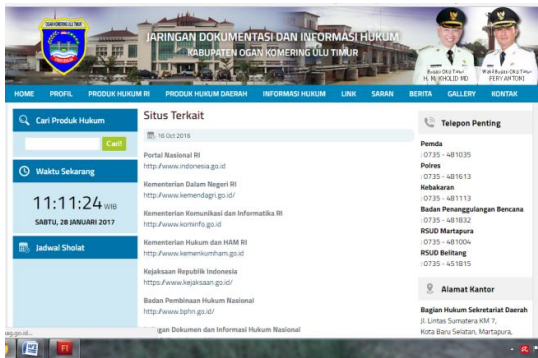 JARINGAN DOKUMENTASI DAN INFORMASI HUKUM
KABUPATEN OGAN KOMERING ULU TIMUR
H. M. KHOLID MD
FERY ANTONI
HOME PROFIL PRODUK HUKUM RI PRODUK HUKUM DAERAH INFORMASI HUKUM LINK SARAN BERITA GALLERY KONTAK
Cari Produk Hukum
Cari!
Waktu Sekarang
11:11:24 WIB
SABTU, 28 JANUARI 2017
Jadwal Sholat
Situs Terkait
16 Oct 2016
Portal Nasional RI
http://www.indonesia.go.id
Kementerian Dalam Negeri RI
http://www.kemendagri.go.id/
Kementerian Komunikasi dan Informatika RI
http://www.kominfo.go.id
Kementerian Hukum dan HAM RI
http://www.kemenkumham.go.id
Kejaksaan Republik Indonesia
https://www.kejaksaan.go.id/
Badan Pembinaan Hukum Nasional
http://www.bphn.go.id/
Dokumen dan Informasi Hukum Nasional
Telepon Penting
Pemda
: 0735 - 481035
Polres
: 0735 - 481613
Kebakaran
: 0735 - 481113
Badan Penanggulangan Bencana
: 0735 - 481832
RSUD Martapura
: 0735 - 481004
RSUD Belitang
: 0735 - 451815
Alamat Kantor
Bagian Hukum Sekretariat Daerah
Jl. Lintas Sumatera KM 7,
Kota Baru Selatan, Martapura,